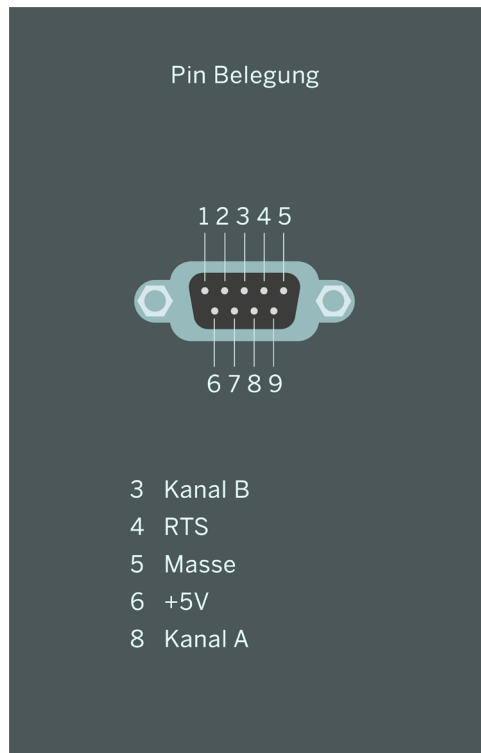 Pin Belegung
1 2 3 4 5
6 7 8 9
3 Kanal B
4 RTS
5 Masse
6 +5V
8 Kanal A